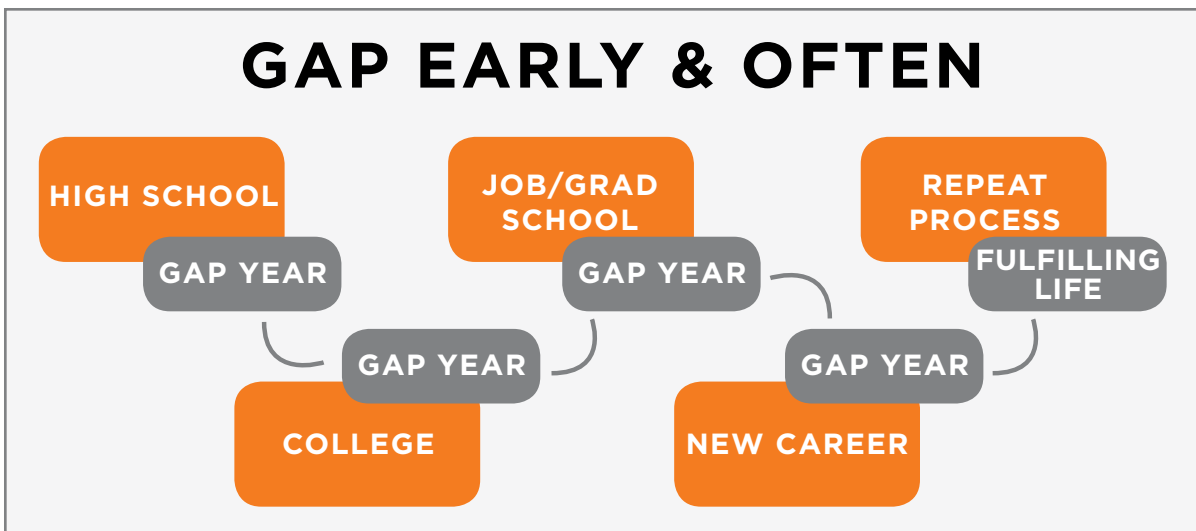 GAP EARLY & OFTEN
HIGH SCHOOL
GAP YEAR
COLLEGE
GAP YEAR
JOB/GRAD
SCHOOL
GAP YEAR
NEW CAREER
GAP YEAR
REPEAT
PROCESS
FULFILLING
LIFE